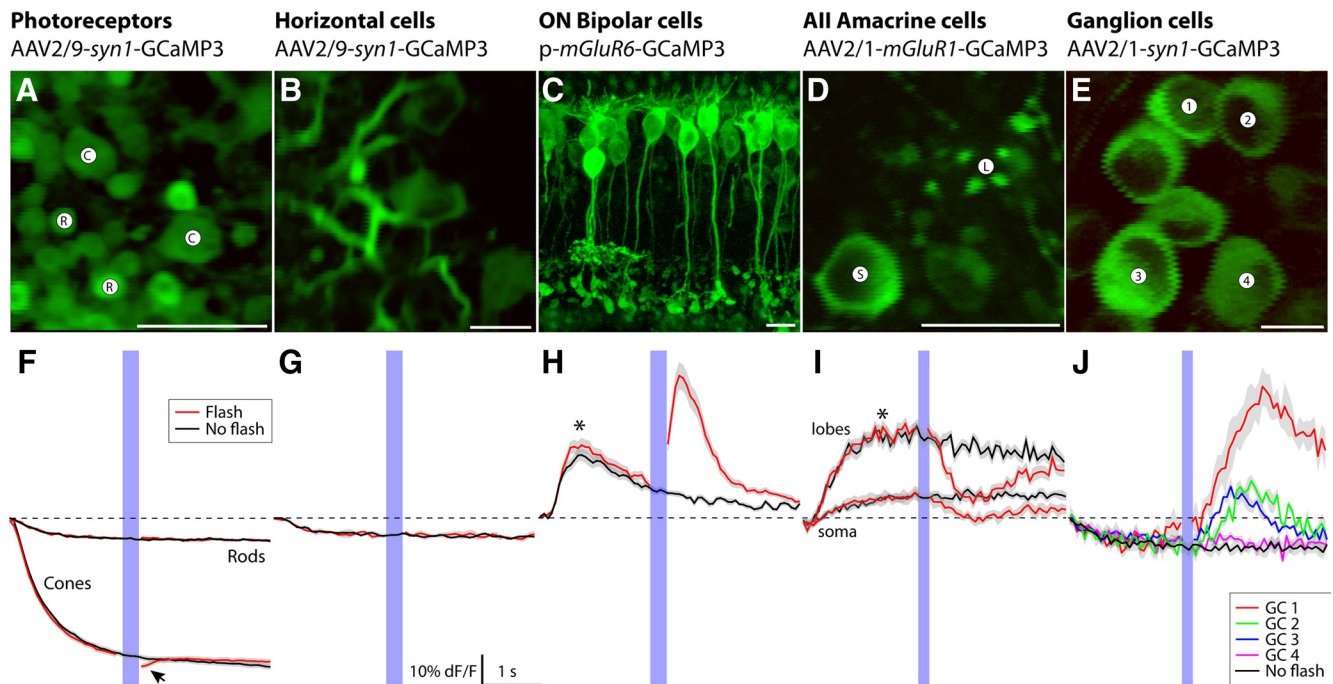 Photoreceptors
AAV2/9-syn1-GCaMP3
Horizontal cells
AAV2/9-syn1-GCaMP3
ON Bipolar cells
p-mGluR6-GCaMP3
AII Amacrine cells
AAV2/1-mGluR1-GCaMP3
Ganglion cells
AAV2/1-syn1-GCaMP3
A
C
R
C
R
B
C
D
L
S
E
1
2
3
4
F
Flash
No flash
Rods
Cones
G
10% dF/F
1 s
H
*
I
*
lobes
soma
J
GC 1
GC 2
GC 3
GC 4
No flash